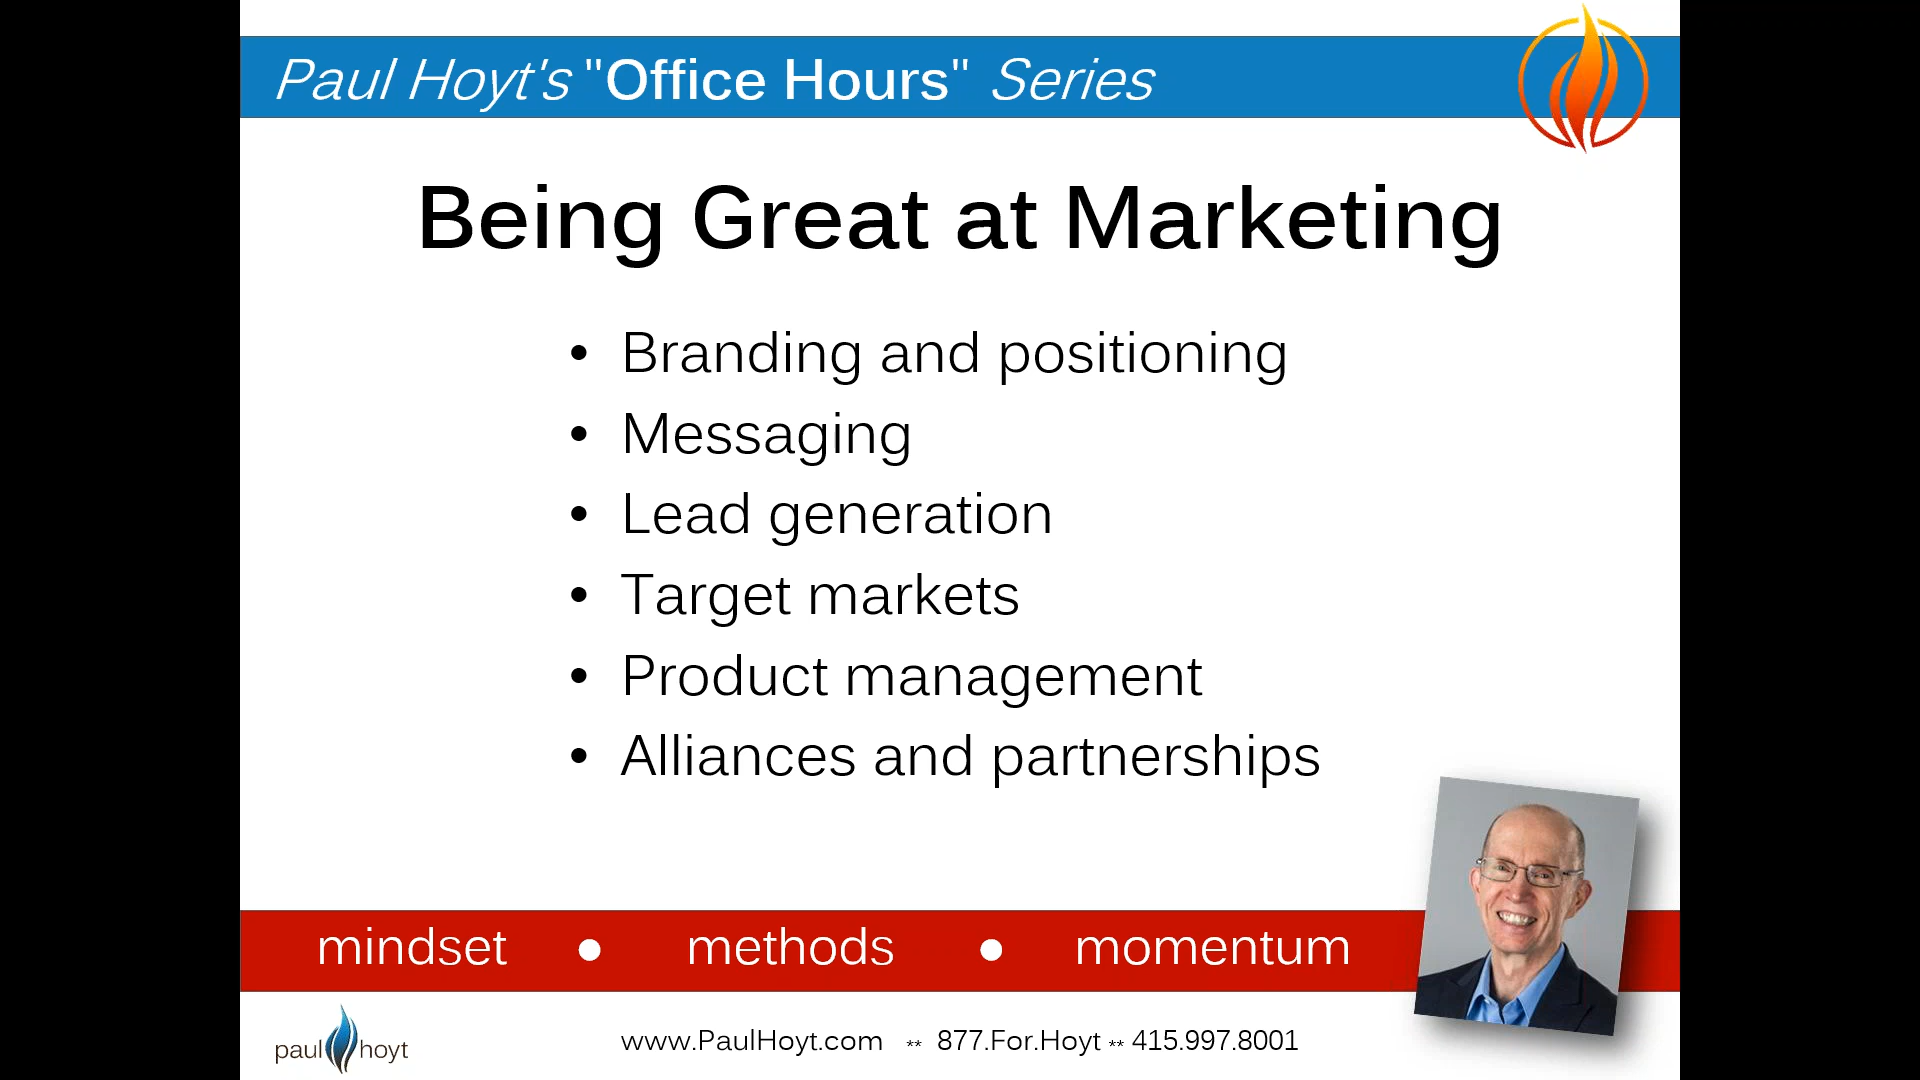 Paul Hoyt's "Office Hours" Series
Being Great at Marketing
• Branding and positioning
• Messaging
• Lead generation
• Target markets
• Product management
• Alliances and partnerships
mindset • methods • momentum
paul hoyt
www.PaulHoyt.com ** 877.For.Hoyt ** 415.997.8001